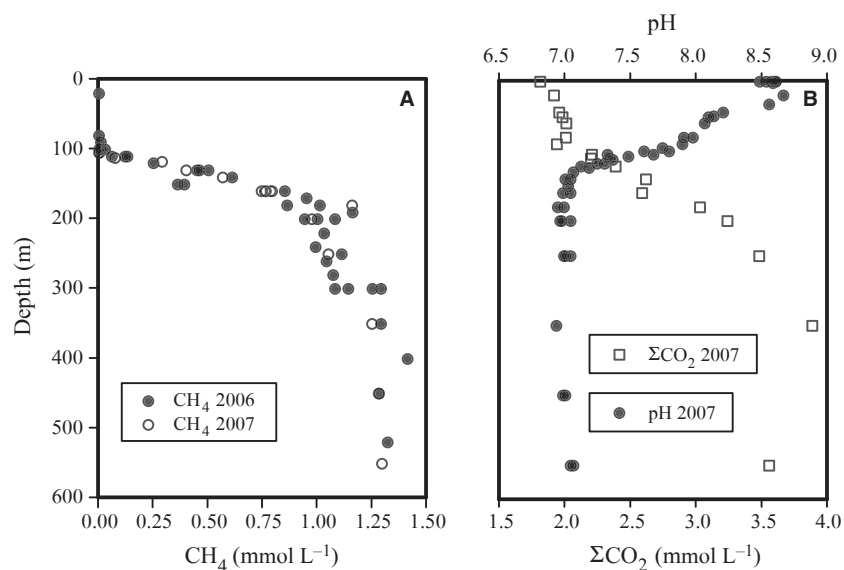 pH
6.5 7.0 7.5 8.0 8.5 9.0
0
100
200
300
400
500
600
Depth (m)
A
CH4 2006
CH4 2007
0.00 0.25 0.50 0.75 1.00 1.25 1.50
CH4 (mmol L–1)
B
ΣCO2 2007
pH 2007
1.5 2.0 2.5 3.0 3.5 4.0
ΣCO2 (mmol L–1)